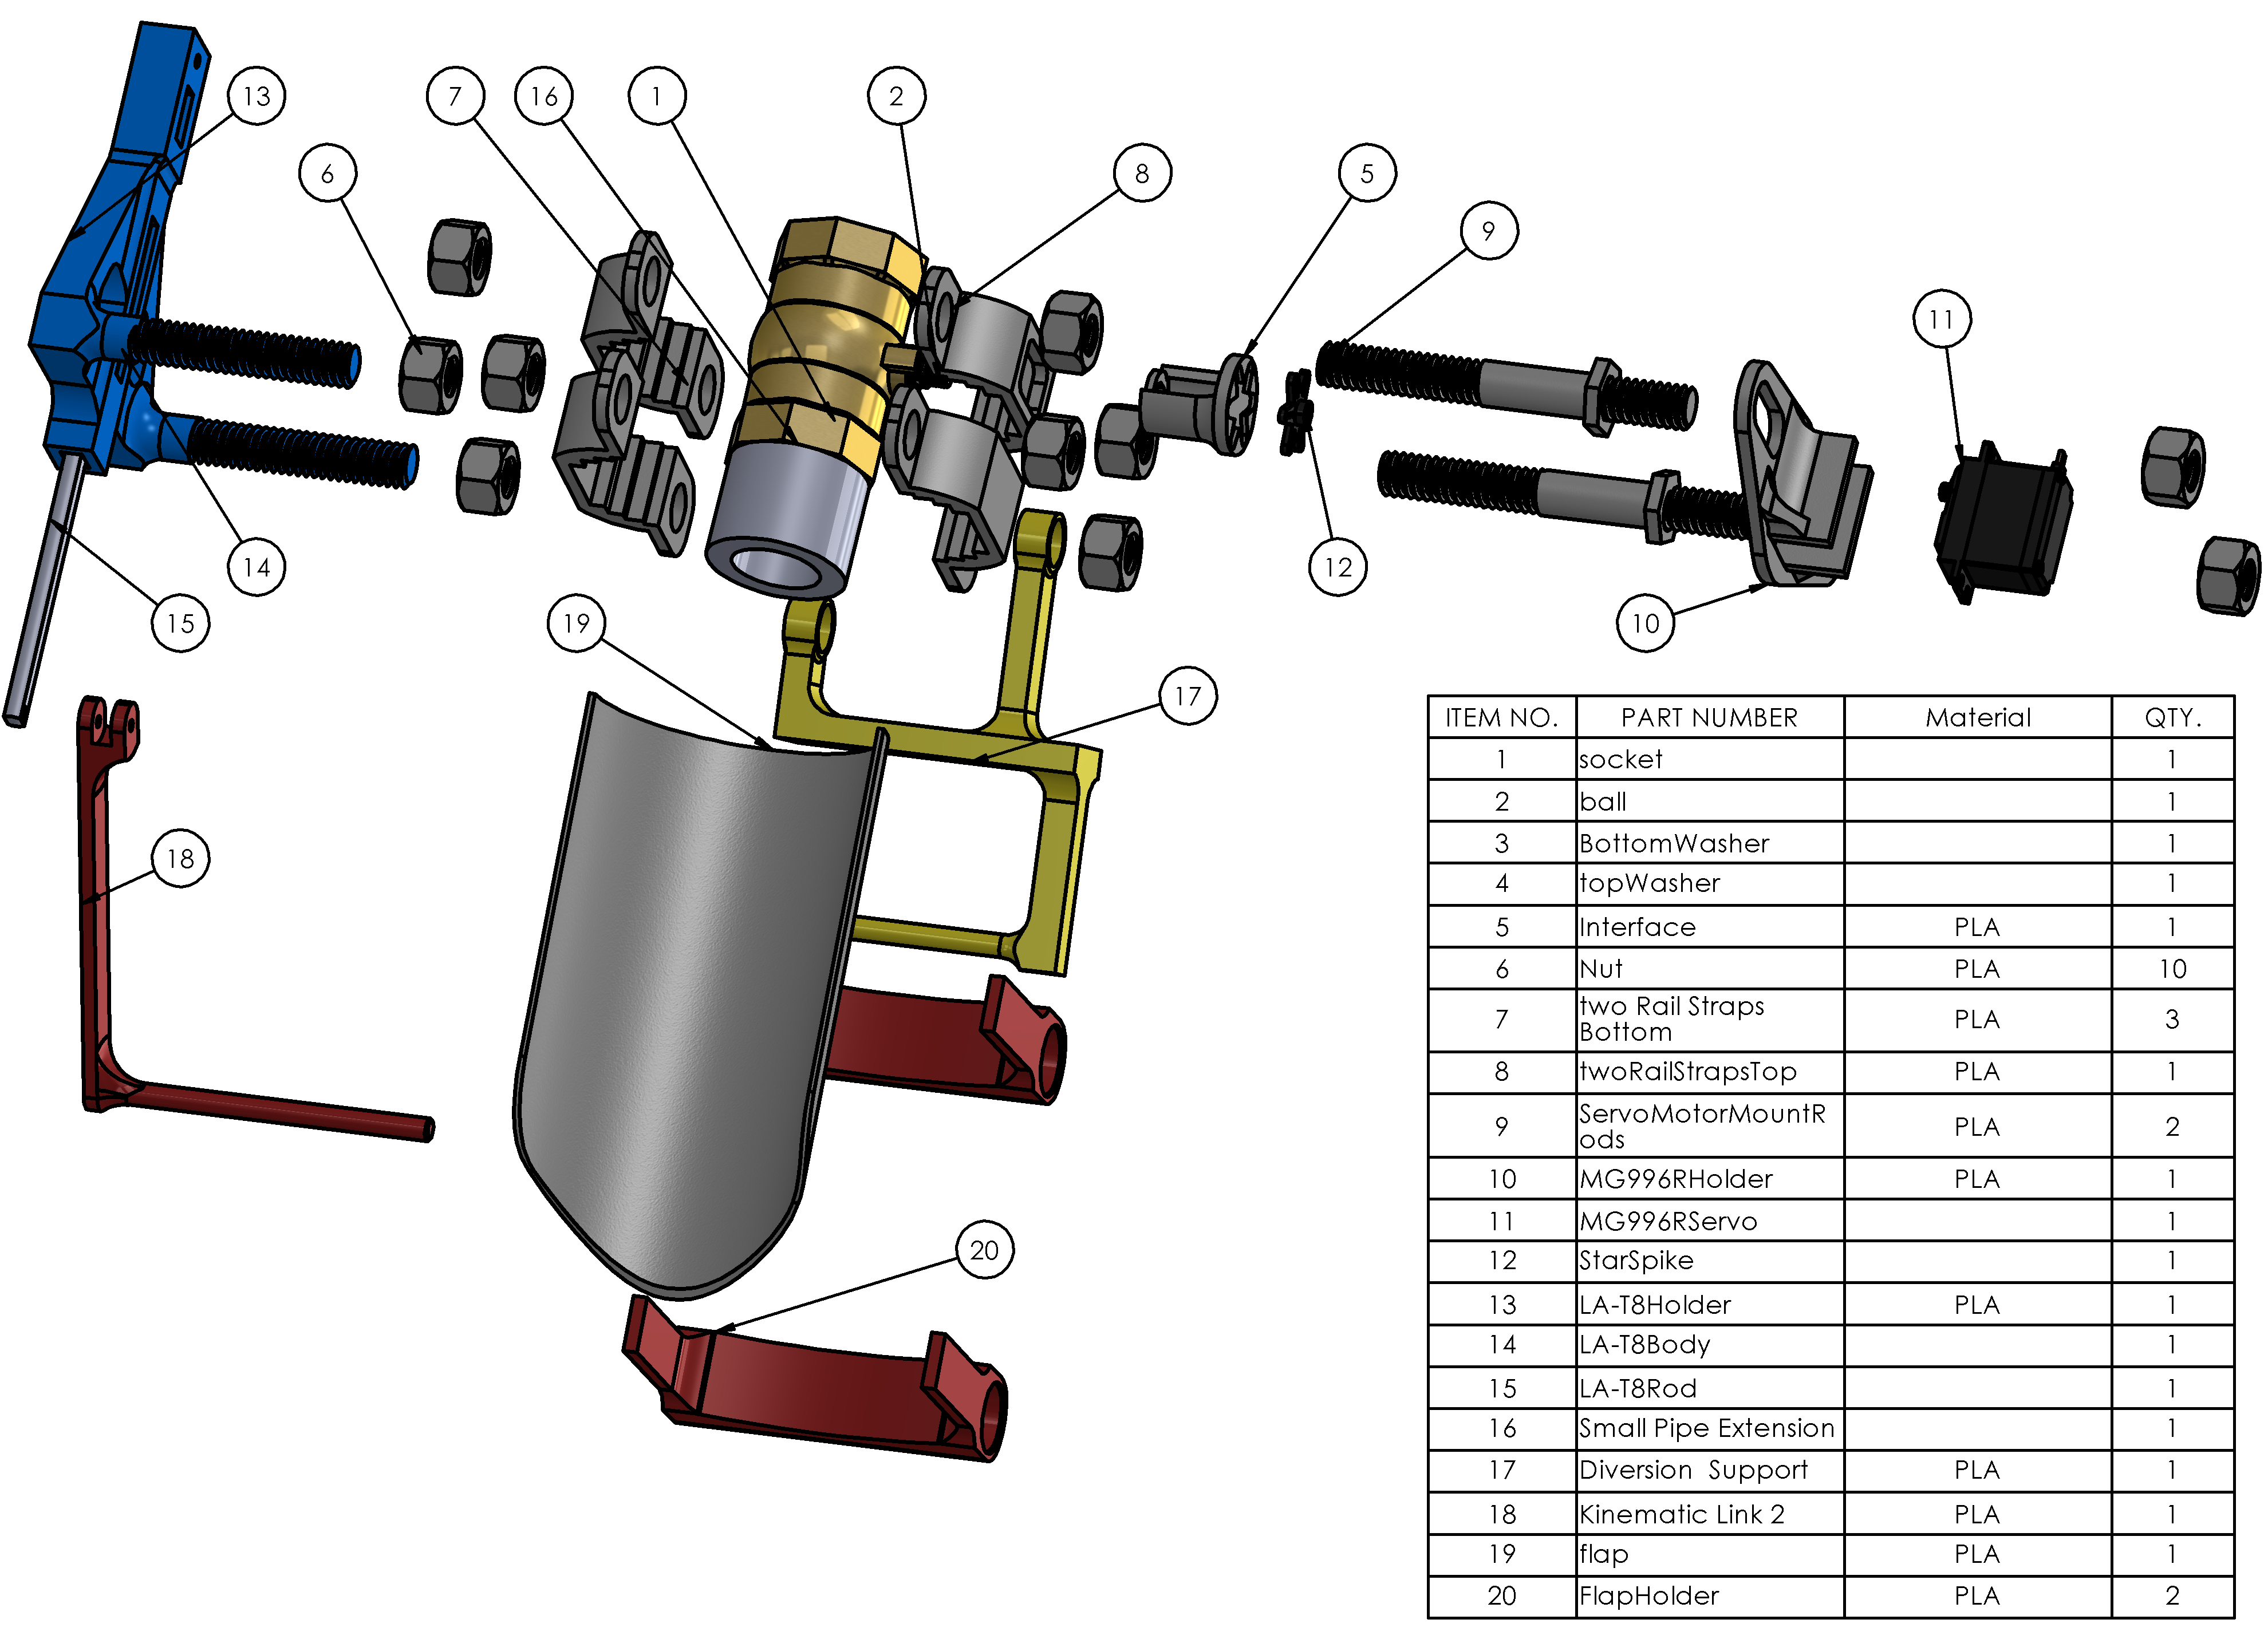 13
7
16
1
2
6
8
5
9
11
14
12
15
19
10
17
18
20
ITEM NO. PART NUMBER Material QTY.
1 socket 1
2 ball 1
3 BottomWasher 1
4 topWasher 1
5 Interface PLA 1
6 Nut PLA 10
7 two Rail Straps PLA 3
Bottom
8 twoRailStrapsTop PLA 1
9 ServoMotorMountR PLA 2
ods
10 MG996RHolder PLA 1
11 MG996RServo 1
12 StarSpike 1
13 LA-T8Holder PLA 1
14 LA-T8Body 1
15 LA-T8Rod 1
16 Small Pipe Extension 1
17 Diversion Support PLA 1
18 Kinematic Link 2 PLA 1
19 flap PLA 1
20 FlapHolder PLA 2